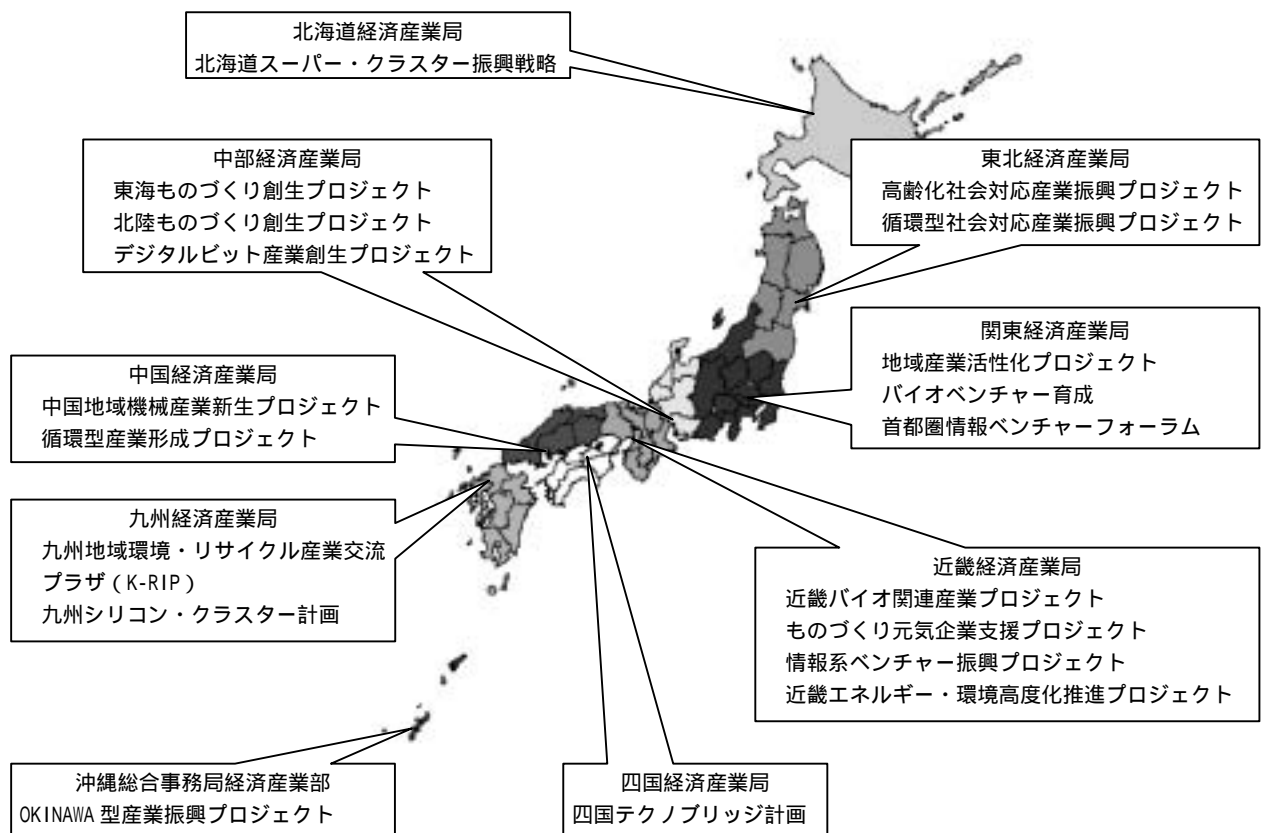 北海道経済産業局
北海道スーパー・クラスター振興戦略
中部経済産業局
東海ものづくり創生プロジェクト
北陸ものづくり創生プロジェクト
デジタルビット産業創生プロジェクト
東北経済産業局
高齢化社会対応産業振興プロジェクト
循環型社会対応産業振興プロジェクト
関東経済産業局
地域産業活性化プロジェクト
バイオベンチャー育成
首都圏情報ベンチャーフォーラム
中国経済産業局
中国地域機械産業新生プロジェクト
循環型産業形成プロジェクト
九州経済産業局
九州地域環境・リサイクル産業交流
プラザ（K-RIP）
九州シリコン・クラスター計画
近畿経済産業局
近畿バイオ関連産業プロジェクト
ものづくり元気企業支援プロジェクト
情報系ベンチャー振興プロジェクト
近畿エネルギー・環境高度化推進プロジェクト
沖縄総合事務局経済産業部
OKINAWA型産業振興プロジェクト
四国経済産業局
四国テクノブリッジ計画